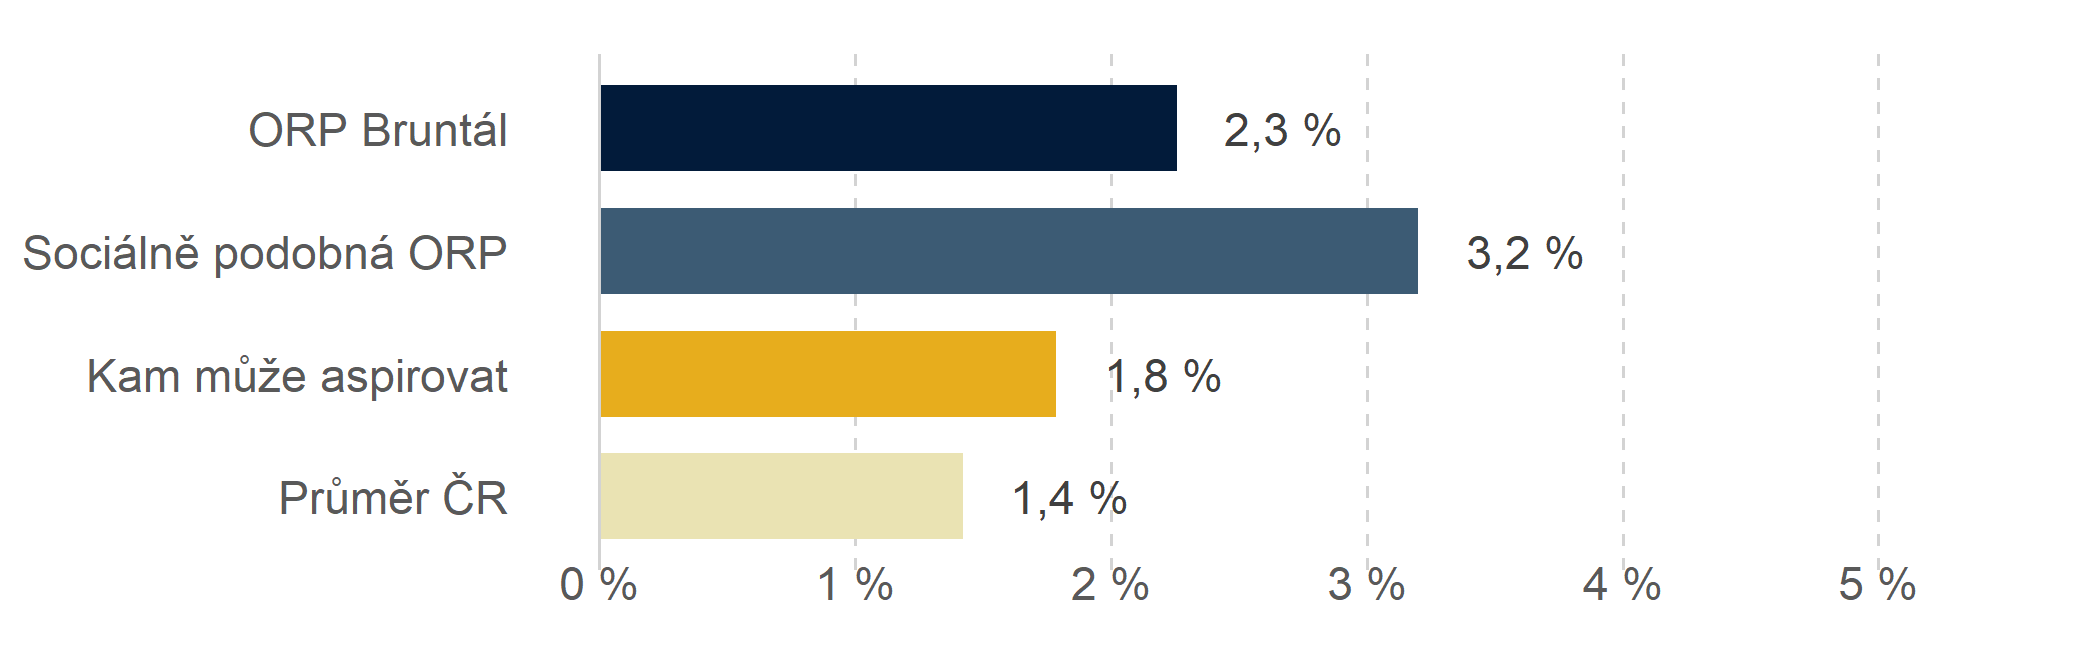 ORP Bruntál 2,3 %
Sociálně podobná ORP 3,2 %
Kam může aspirovat 1,8 %
Průměr ČR 1,4 %
0 % 1 % 2 % 3 % 4 % 5 %